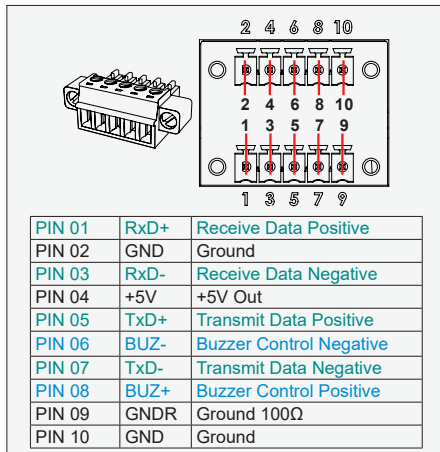 2 4 6 8 10
2 4 6 8 10
1 3 5 7 9
1 3 5 7 9
PIN 01 RxD+ Receive Data Positive
PIN 02 GND Ground
PIN 03 RxD- Receive Data Negative
PIN 04 +5V +5V Out
PIN 05 TxD+ Transmit Data Positive
PIN 06 BUZ- Buzzer Control Negative
PIN 07 TxD- Transmit Data Negative
PIN 08 BUZ+ Buzzer Control Positive
PIN 09 GNDR Ground 100Ω
PIN 10 GND Ground